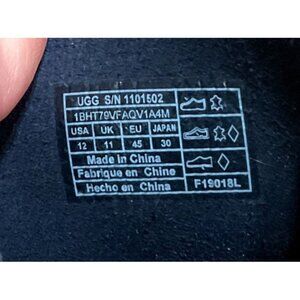 UGG S/N 1101502
1BHT79VFAQV1A4M
USA UK EU JAPAN
12 11 45 30
Made in China
Fabriqué en Chine
Hecho en China
F19018L